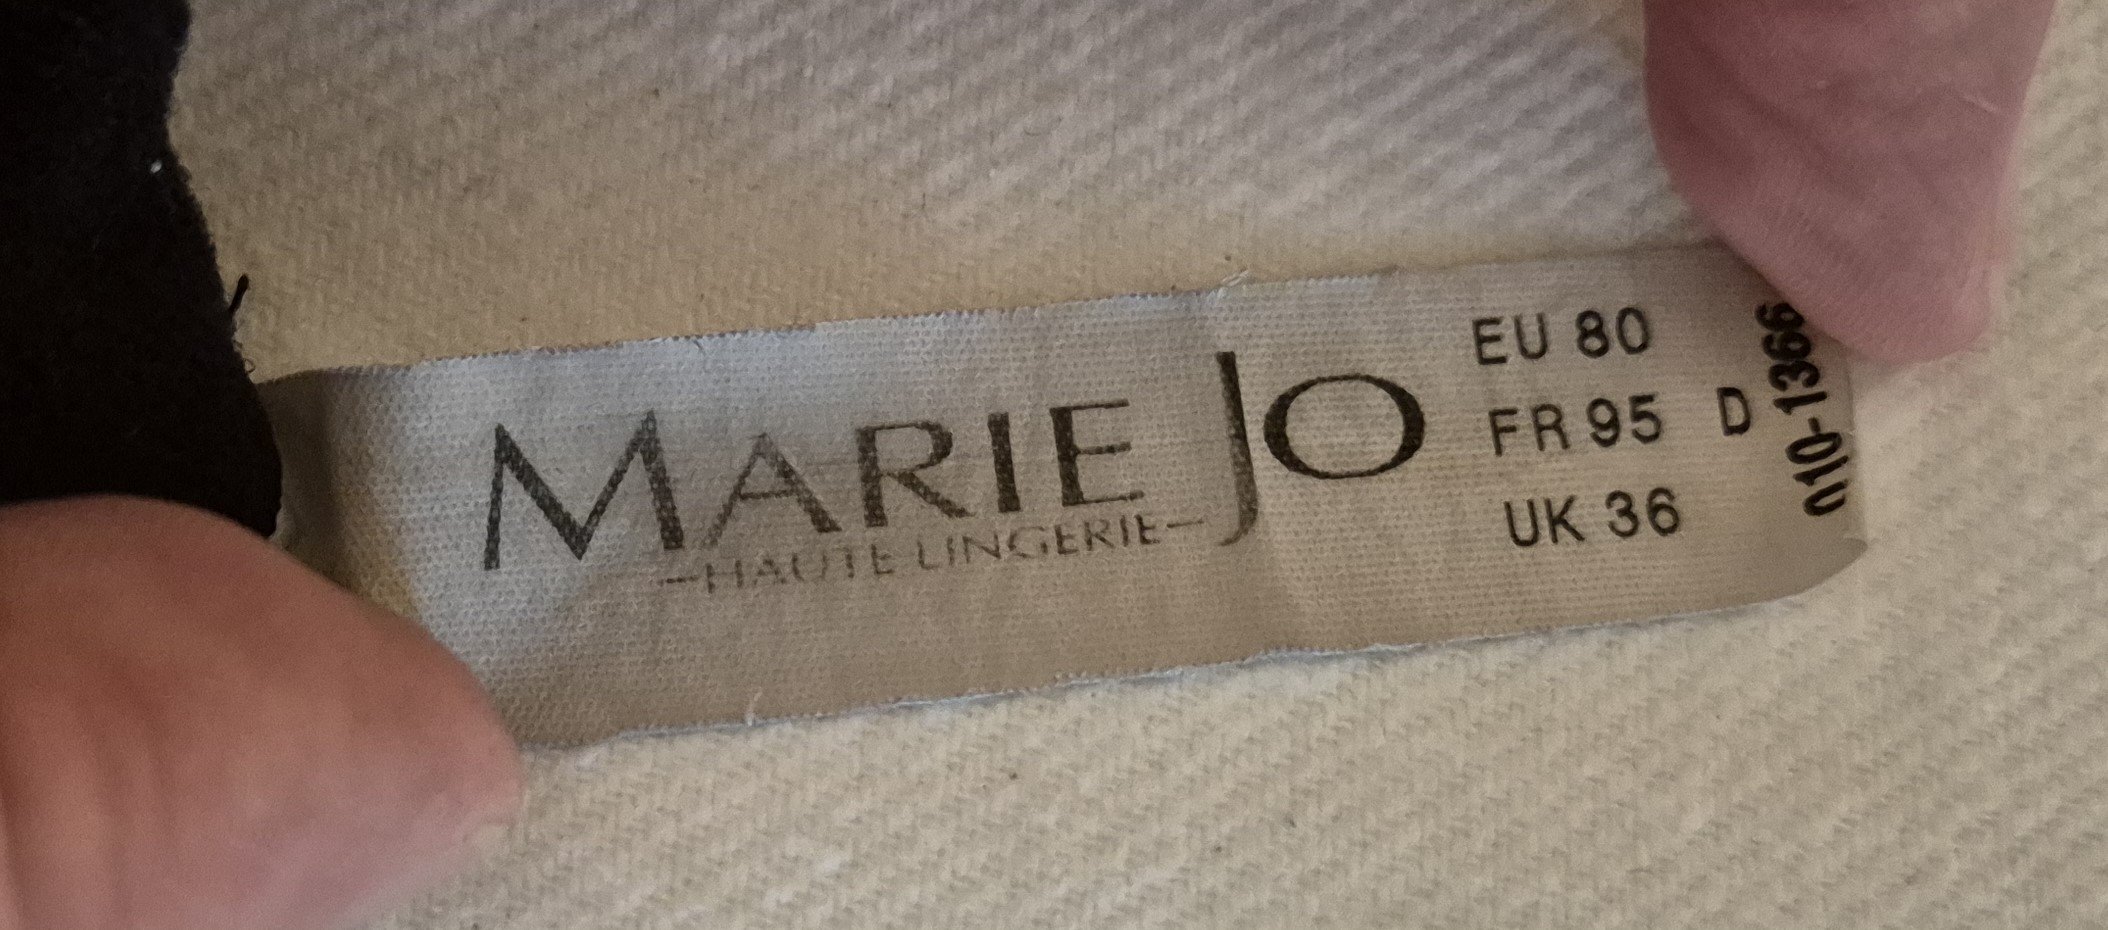 MARIE JO
—HAUTE LINGERIE—
EU 80
FR 95 D
UK 36
010-1366